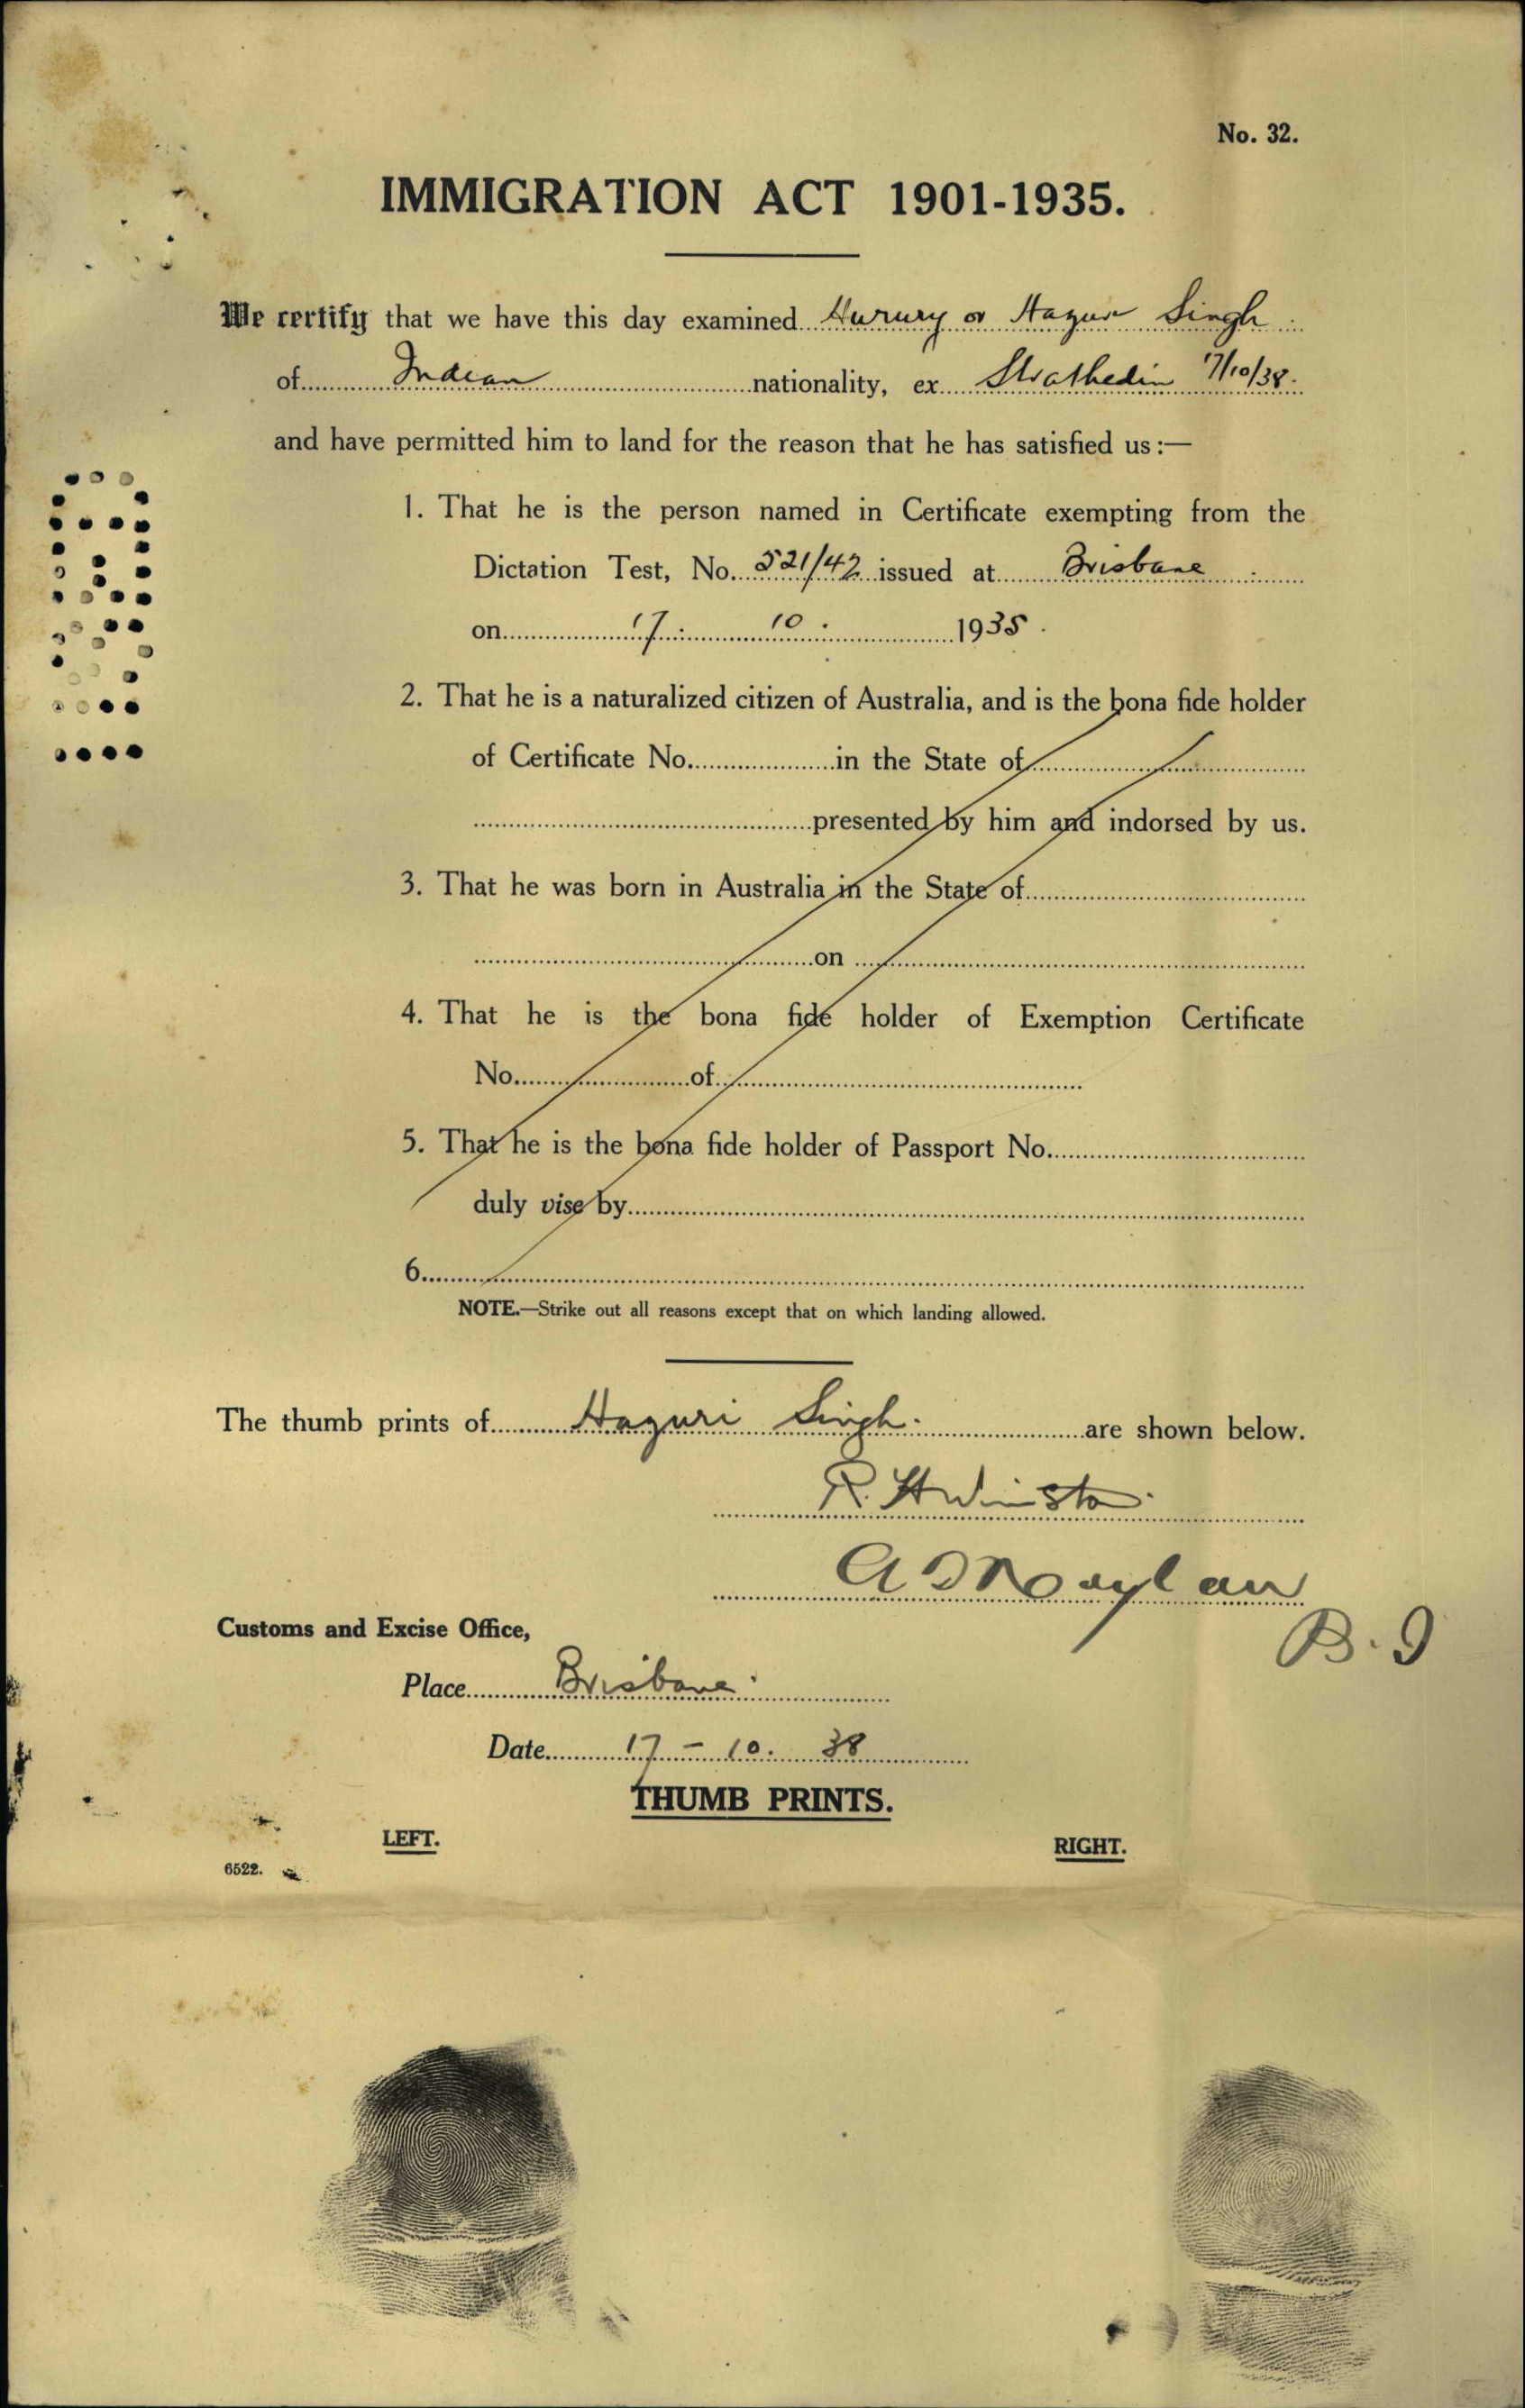 No. 32.
IMMIGRATION ACT 1901-1935.
We certify that we have this day examined Hurury or Hazur Singh
of Indian nationality, ex Strathedin 17/10/38.
and have permitted him to land for the reason that he has satisfied us:—
1. That he is the person named in Certificate exempting from the
Dictation Test, No. 521/42 issued at Brisbane
on 17. 10. 1935.
2. That he is a naturalized citizen of Australia, and is the bona fide holder
of Certificate No. in the State of
presented by him and indorsed by us.
3. That he was born in Australia in the State of
on
4. That he is the bona fide holder of Exemption Certificate
No. of
5. That he is the bona fide holder of Passport No.
duly vise by
6.
NOTE.—Strike out all reasons except that on which landing allowed.
The thumb prints of Hazuri Singh. are shown below.
R. H
A
B. I
Customs and Excise Office,
Place Brisbane.
Date 17 - 10. 38
THUMB PRINTS.
LEFT.
RIGHT.
6522.